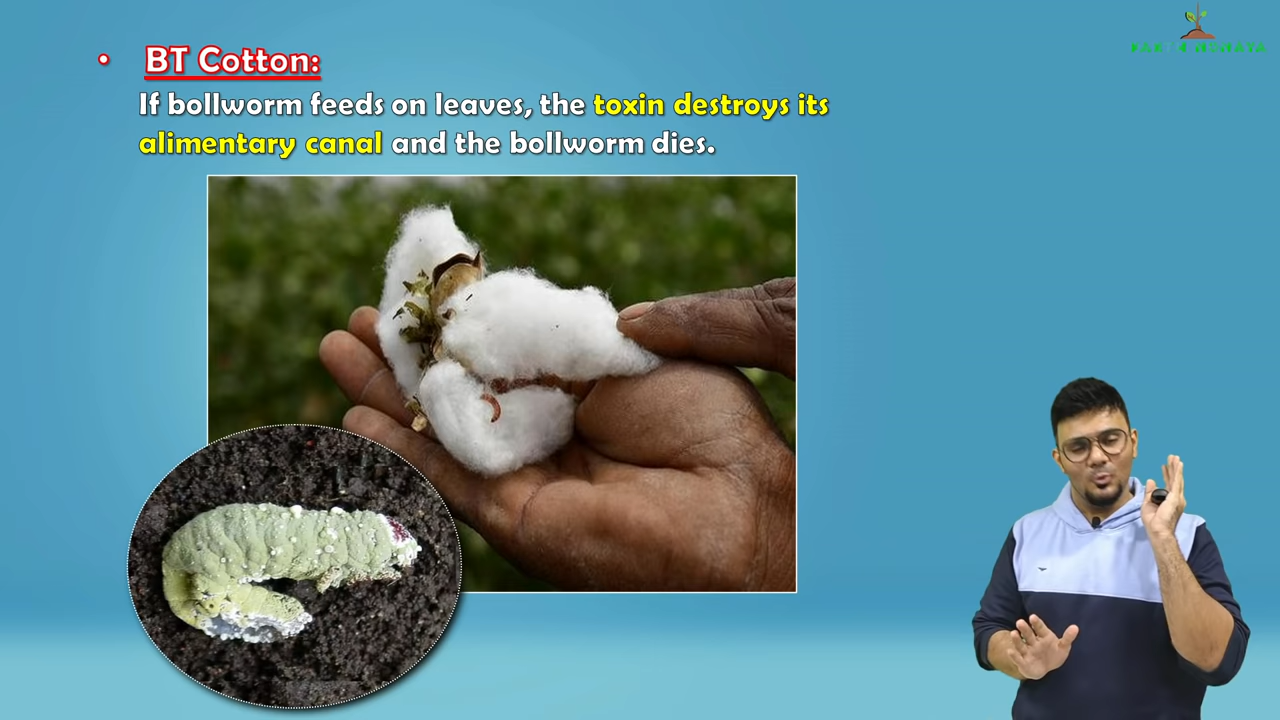 • BT Cotton:
If bollworm feeds on leaves, the toxin destroys its
alimentary canal and the bollworm dies.